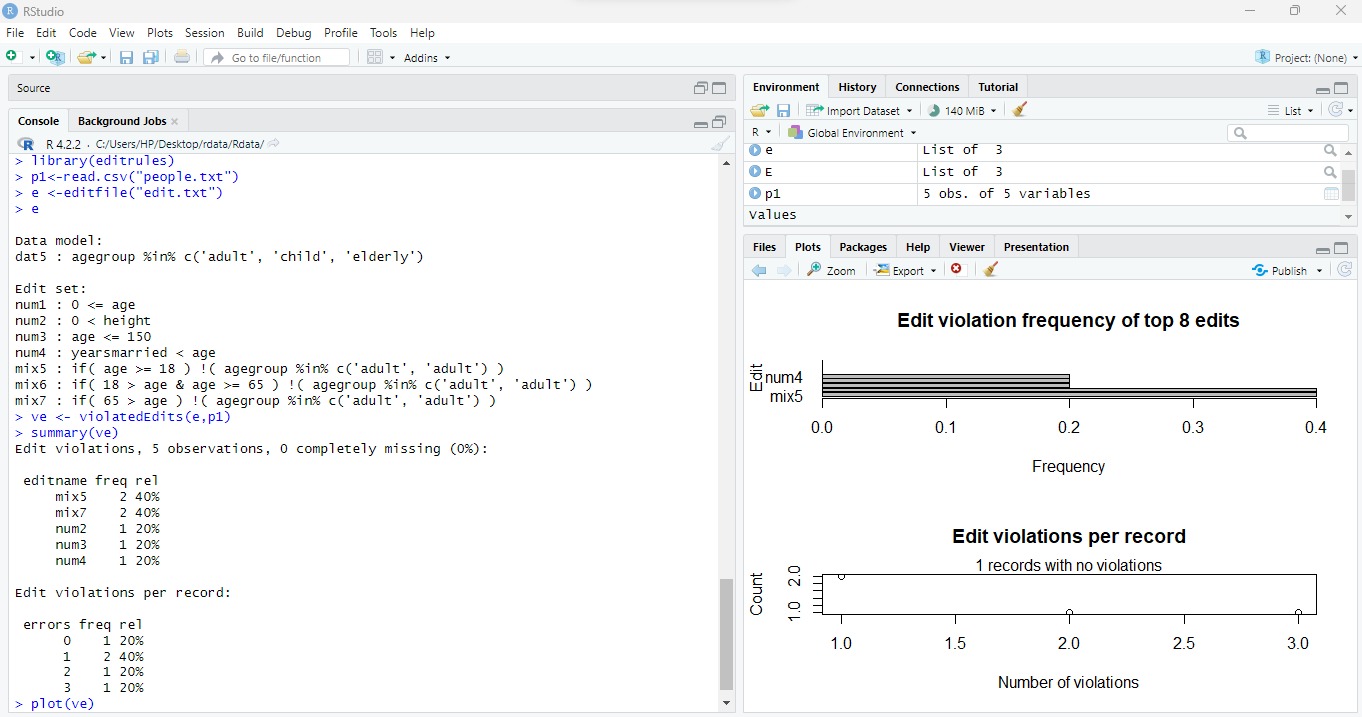 RStudio
File Edit Code View Plots Session Build Debug Profile Tools Help
Go to file/function Addins Project: (None)
Source
Console Background Jobs
R 4.2.2 · C:/Users/HP/Desktop/rdata/Rdata/
> library(editrules)
> p1<-read.csv("people.txt")
> e <-editfile("edit.txt")
> e
Data model:
dat5 : agegroup %in% c('adult', 'child', 'elderly')
Edit set:
num1 : 0 <= age
num2 : 0 < height
num3 : age <= 150
num4 : yearsmarried < age
mix5 : if( age >= 18 ) !( agegroup %in% c('adult', 'adult') )
mix6 : if( 18 > age & age >= 65 ) !( agegroup %in% c('adult', 'adult') )
mix7 : if( 65 > age ) !( agegroup %in% c('adult', 'adult') )
> ve <- violatedEdits(e,p1)
> summary(ve)
Edit violations, 5 observations, 0 completely missing (0%):
editname freq rel
mix5 2 40%
mix7 2 40%
num2 1 20%
num3 1 20%
num4 1 20%
Edit violations per record:
errors freq rel
0 1 20%
1 2 40%
2 1 20%
3 1 20%
> plot(ve)
Environment History Connections Tutorial
Import Dataset 140 MiB List
R Global Environment
e List of 3
E List of 3
p1 5 obs. of 5 variables
Values
Files Plots Packages Help Viewer Presentation
Zoom Export Publish
Edit violation frequency of top 8 edits
Edit
num4
mix5
0.0 0.1 0.2 0.3 0.4
Frequency
Edit violations per record
1 records with no violations
Count
2.0
1.0
1.0 1.5 2.0 2.5 3.0
Number of violations